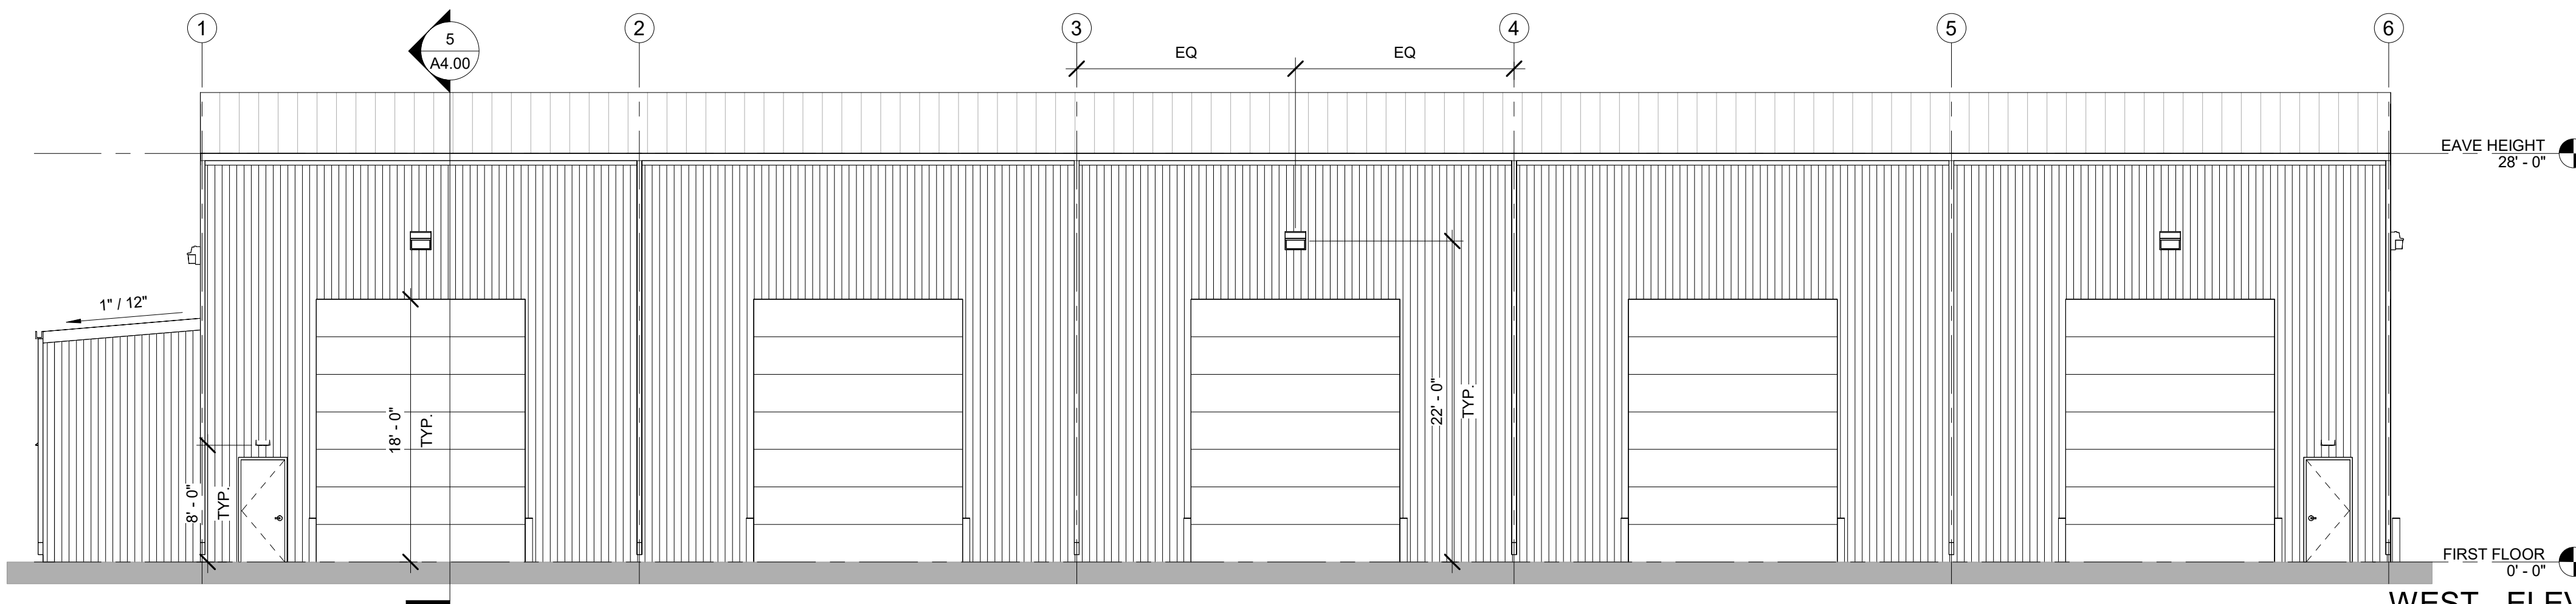 1
5
A4.00
2
3
EQ
EQ
4
5
6
EAVE HEIGHT
28' - 0"
1" / 12"
18' - 0"
TYP.
22' - 0"
TYP.
8' - 0"
TYP.
FIRST FLOOR
0' - 0"
WEST